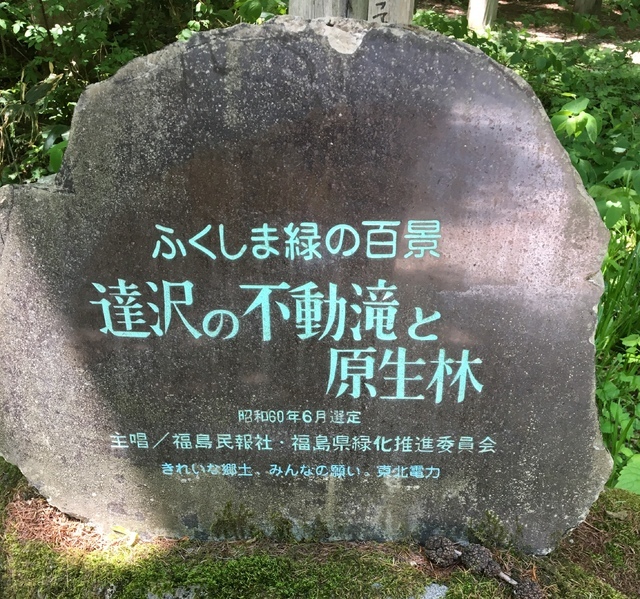 って
ふくしま緑の百景
達沢の不動滝と
原生林
昭和60年6月選定
主唱／福島民報社・福島県緑化推進委員会
きれいな郷土、みんなの願い。東北電力